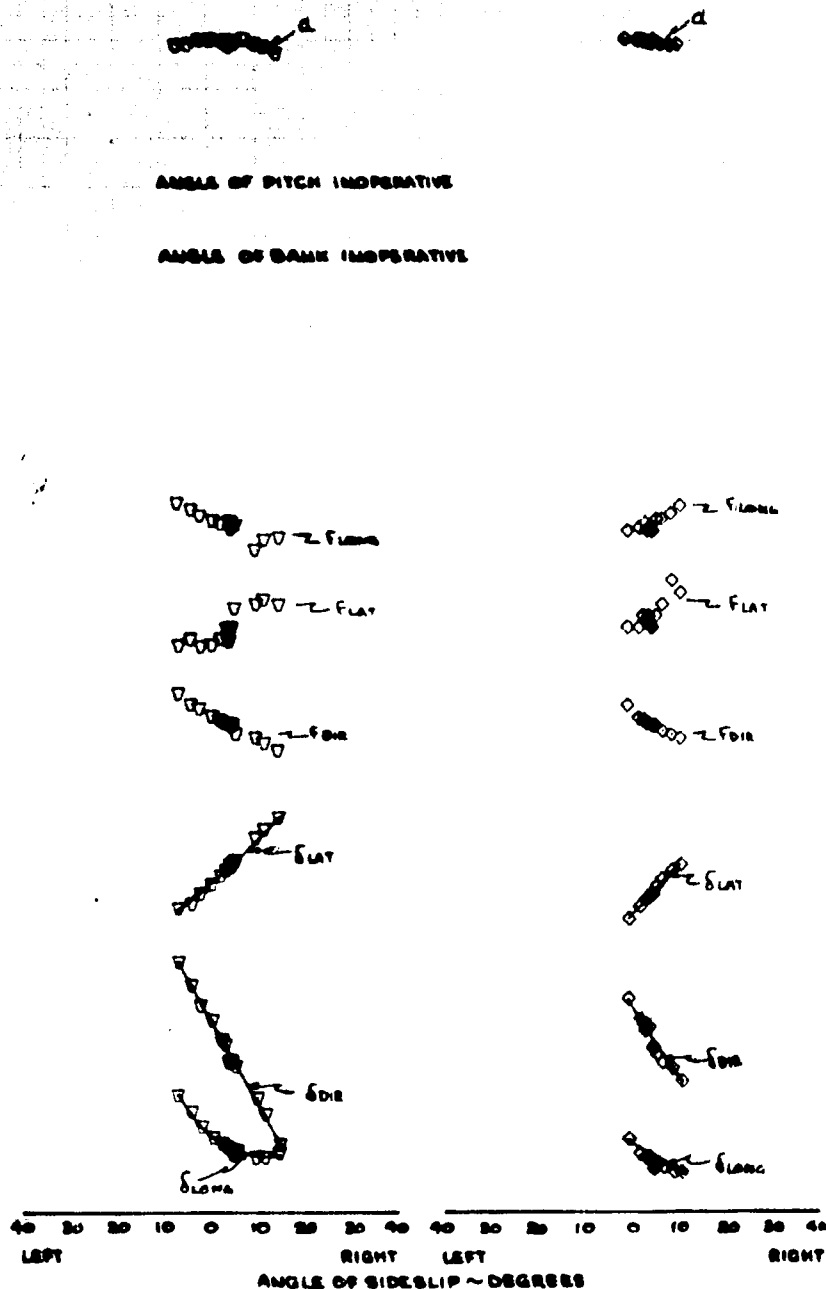 α α
ANGLE OF PITCH INOPERATIVE
ANGLE OF BANK INOPERATIVE
F LONG F LONG
F LAT F LAT
F DIR F DIR
δ LAT δ LAT
δ DIR δ DIR
δ LONG δ LONG
40 30 20 10 0 10 20 30 40 40 30 20 10 0 10 20 30 40
LEFT RIGHT LEFT RIGHT
ANGLE OF SIDESLIP ~ DEGREES